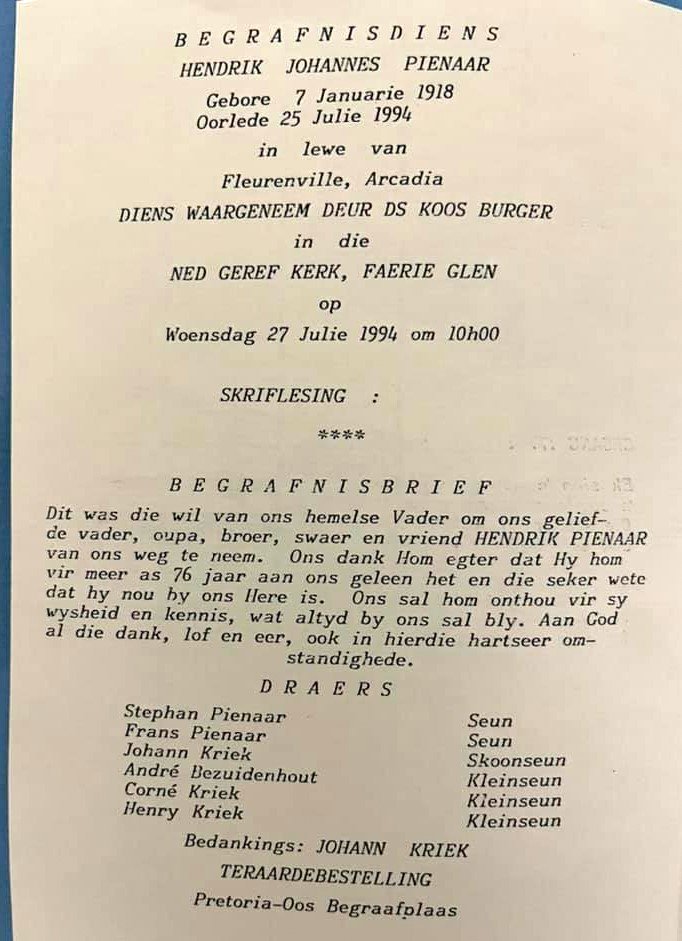 BEGRAFNISDIENS
HENDRIK JOHANNES PIENAAR
Gebore 7 Januarie 1918
Oorlede 25 Julie 1994
in lewe van
Fleurenville, Arcadia
DIENS WAARGENEEM DEUR DS KOOS BURGER
in die
NED GEREF KERK, FAERIE GLEN
op
Woensdag 27 Julie 1994 om 10h00
SKRIFLESING :
****
BEGRAFNISBRIEF
Dit was die wil van ons hemelse Vader om ons gelief-
de vader, oupa, broer, swaer en vriend HENDRIK PIENAAR
van ons weg te neem. Ons dank Hom egter dat Hy hom
vir meer as 76 jaar aan ons geleen het en die seker wete
dat hy nou by ons Here is. Ons sal hom onthou vir sy
wysheid en kennis, wat altyd by ons sal bly. Aan God
al die dank, lof en eer, ook in hierdie hartseer om-
standighede.
DRAERS
Stephan Pienaar Seun
Frans Pienaar Seun
Johann Kriek Skoonseun
André Bezuidenhout Kleinseun
Corné Kriek Kleinseun
Henry Kriek Kleinseun
Bedankings: JOHANN KRIEK
TERAARDEBESTELLING
Pretoria-Oos Begraafplaas